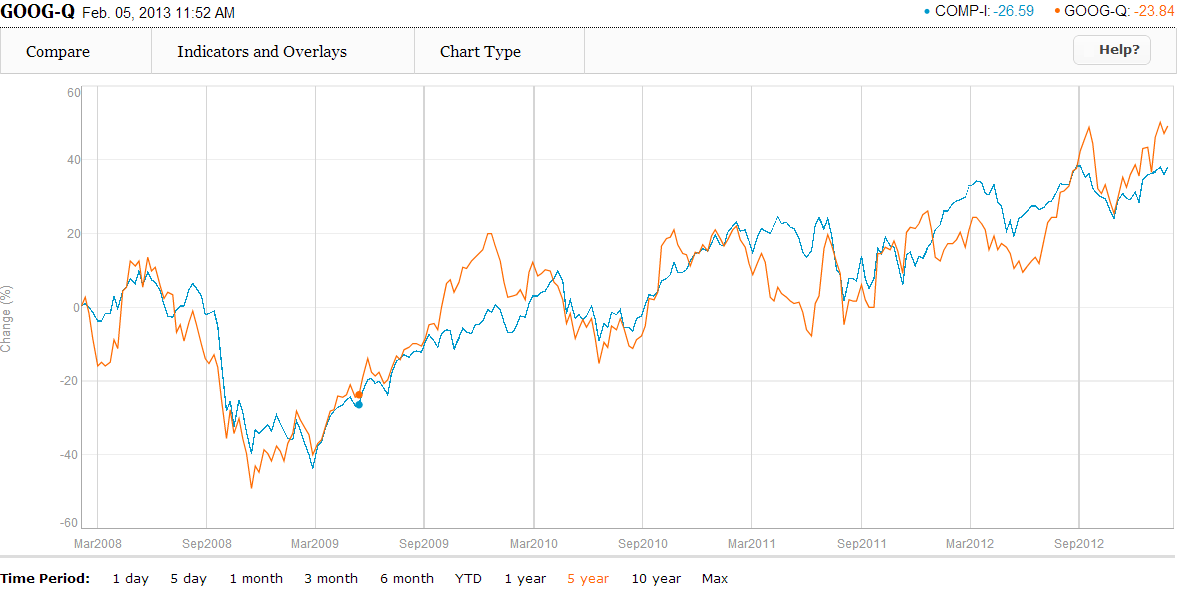 GOOG-Q Feb. 05, 2013 11:52 AM • COMP-I: -26.59 • GOOG-Q: -23.84
Compare Indicators and Overlays Chart Type Help?
60
40
20
0
-20
-40
-60
Change (%)
Mar2008 Sep2008 Mar2009 Sep2009 Mar2010 Sep2010 Mar2011 Sep2011 Mar2012 Sep2012
Time Period: 1 day 5 day 1 month 3 month 6 month YTD 1 year 5 year 10 year Max